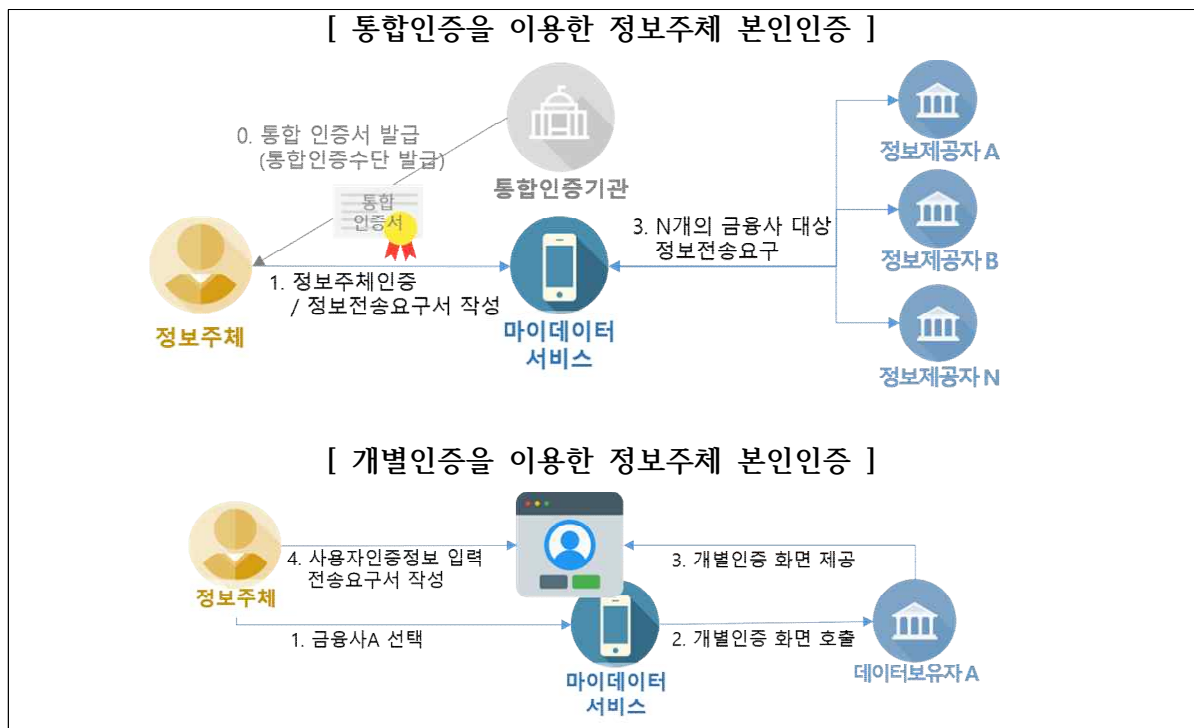 [ 통합인증을 이용한 정보주체 본인인증 ]
0. 통합 인증서 발급
(통합인증수단 발급)
통합
인증서
통합인증기관
정보주체
1. 정보주체인증
/ 정보전송요구서 작성
마이데이터
서비스
3. N개의 금융사 대상
정보전송요구
정보제공자 A
정보제공자 B
정보제공자 N
[ 개별인증을 이용한 정보주체 본인인증 ]
정보주체
4. 사용자인증정보 입력
전송요구서 작성
3. 개별인증 화면 제공
1. 금융사A 선택
2. 개별인증 화면 호출
마이데이터
서비스
데이터보유자 A